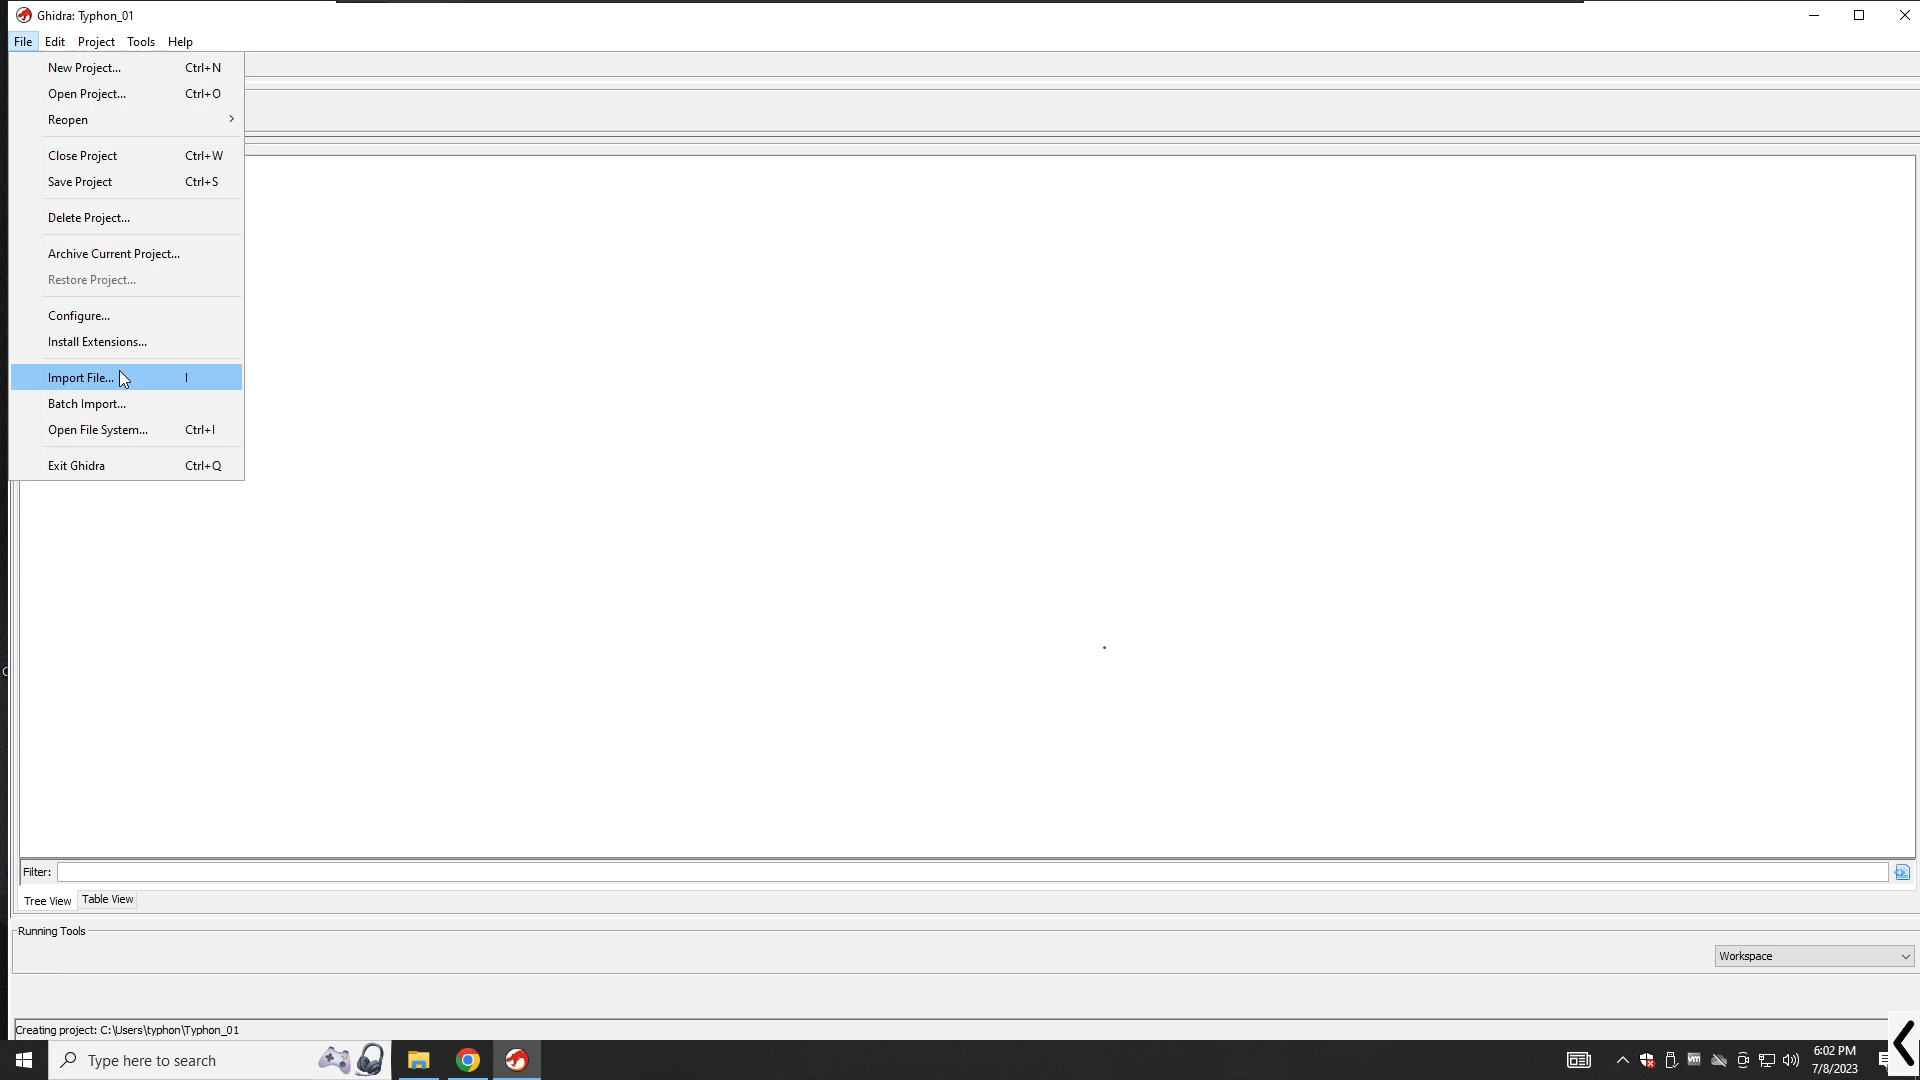 Ghidra: Typhon_01
File Edit Project Tools Help
New Project... Ctrl+N
Open Project... Ctrl+O
Reopen
Close Project Ctrl+W
Save Project Ctrl+S
Delete Project...
Archive Current Project...
Restore Project...
Configure...
Install Extensions...
Import File... I
Batch Import...
Open File System... Ctrl+I
Exit Ghidra Ctrl+Q
Filter:
Tree View Table View
Running Tools
Workspace
Creating project: C:\Users\typhon\Typhon_01
Type here to search
vm
6:02 PM
7/8/2023